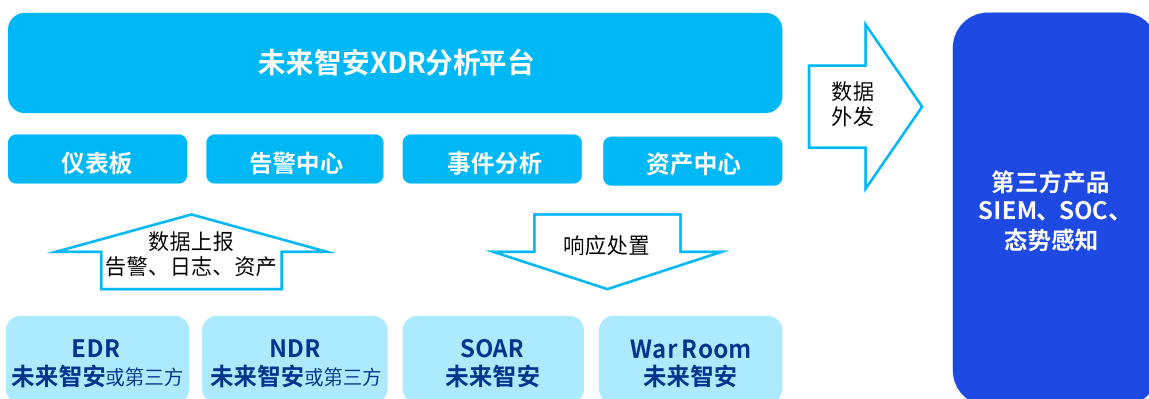 未来智安XDR分析平台
数据
外发
仪表板
告警中心
事件分析
资产中心
第三方产品
SIEM、SOC、
态势感知
数据上报
告警、日志、资产
响应处置
EDR
未来智安或第三方
NDR
未来智安或第三方
SOAR
未来智安
War Room
未来智安